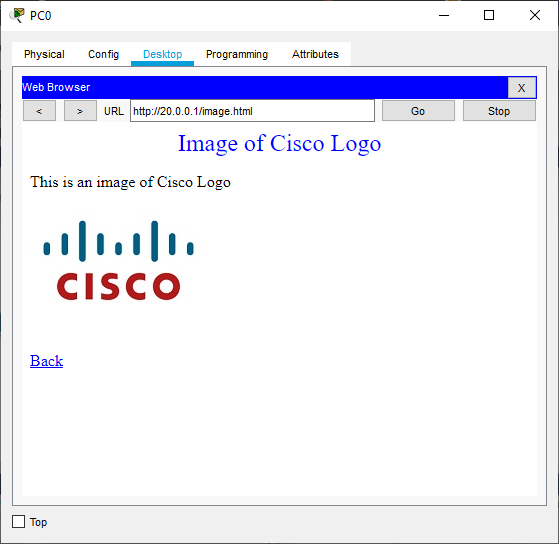 PC0
Physical Config Desktop Programming Attributes
Web Browser X
< > URL http://20.0.0.1/image.html Go Stop
Image of Cisco Logo
This is an image of Cisco Logo
CISCO
Back
Top